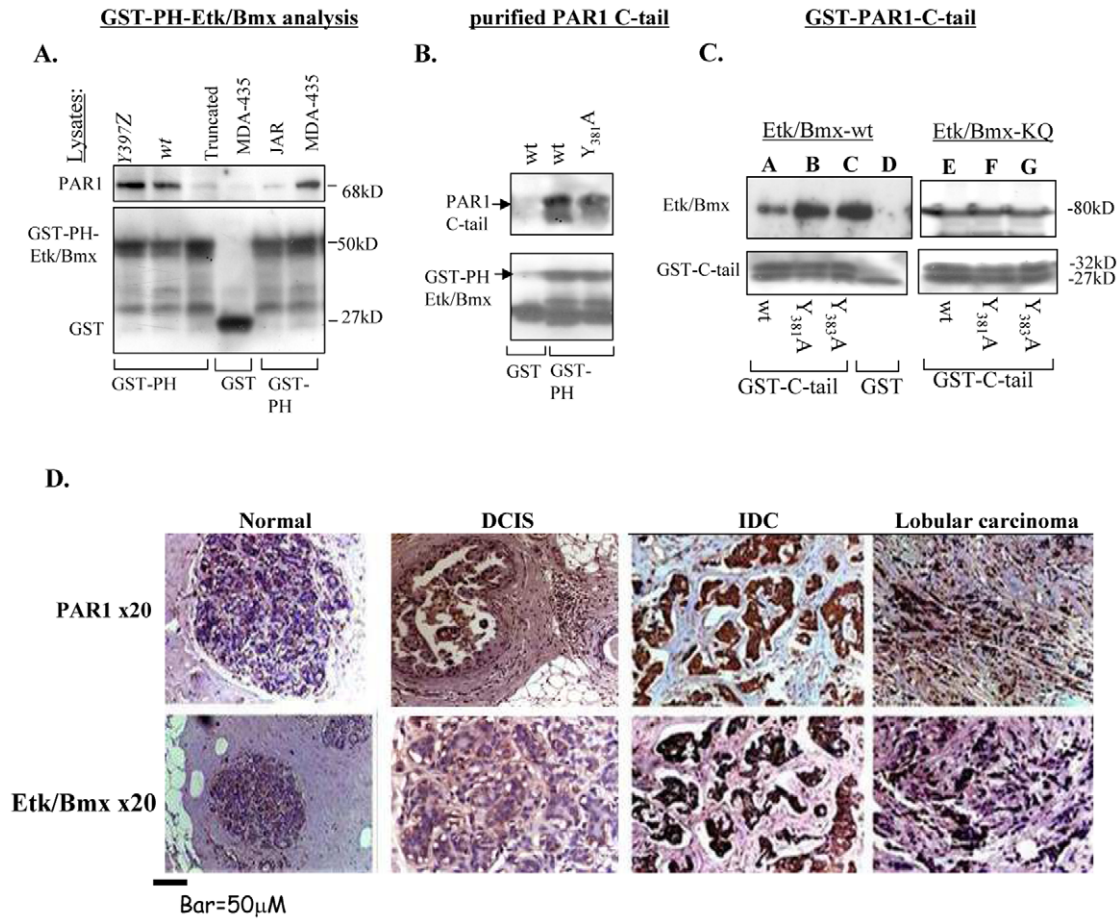 GST-PH-Etk/Bmx analysis
purified PAR1 C-tail
GST-PAR1-C-tail
A.
B.
C.
Lysates:
Y397Z
wt
Truncated
MDA-435
JAR
MDA-435
PAR1
68kD
GST-PH-
Etk/Bmx
50kD
GST
27kD
GST-PH
GST
GST-
PH
wt
wt
Y381A
PAR1
C-tail
GST-PH
Etk/Bmx
GST
GST-
PH
Etk/Bmx-wt
Etk/Bmx-KQ
A B C D
E F G
Etk/Bmx
-80kD
GST-C-tail
-32kD
-27kD
wt
Y381A
Y383A
wt
Y381A
Y383A
GST-C-tail
GST
GST-C-tail
D.
Normal
DCIS
IDC
Lobular carcinoma
PAR1 x20
Etk/Bmx x20
Bar=50µM